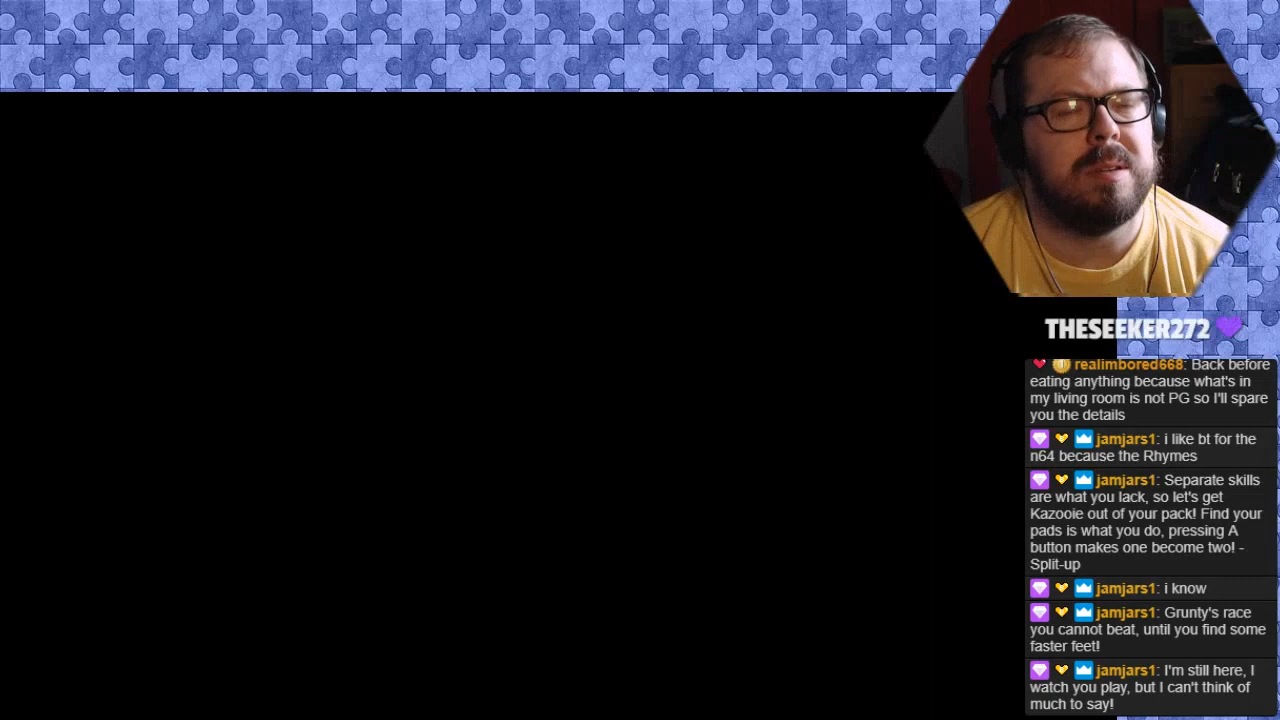 THESEEKER272
realimbored668: Back before
eating anything because what's in
my living room is not PG so I'll spare
you the details
jamjars1: i like bt for the
n64 because the Rhymes
jamjars1: Separate skills
are what you lack, so let's get
Kazooie out of your pack! Find your
pads is what you do, pressing A
button makes one become two! -
Split-up
jamjars1: i know
jamjars1: Grunty's race
you cannot beat, until you find some
faster feet!
jamjars1: I'm still here, I
watch you play, but I can't think of
much to say!